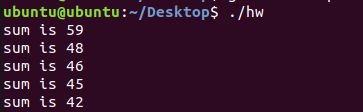 ubuntu@ubuntu:~/Desktop$ ./hw
sum is 59
sum is 48
sum is 46
sum is 45
sum is 42